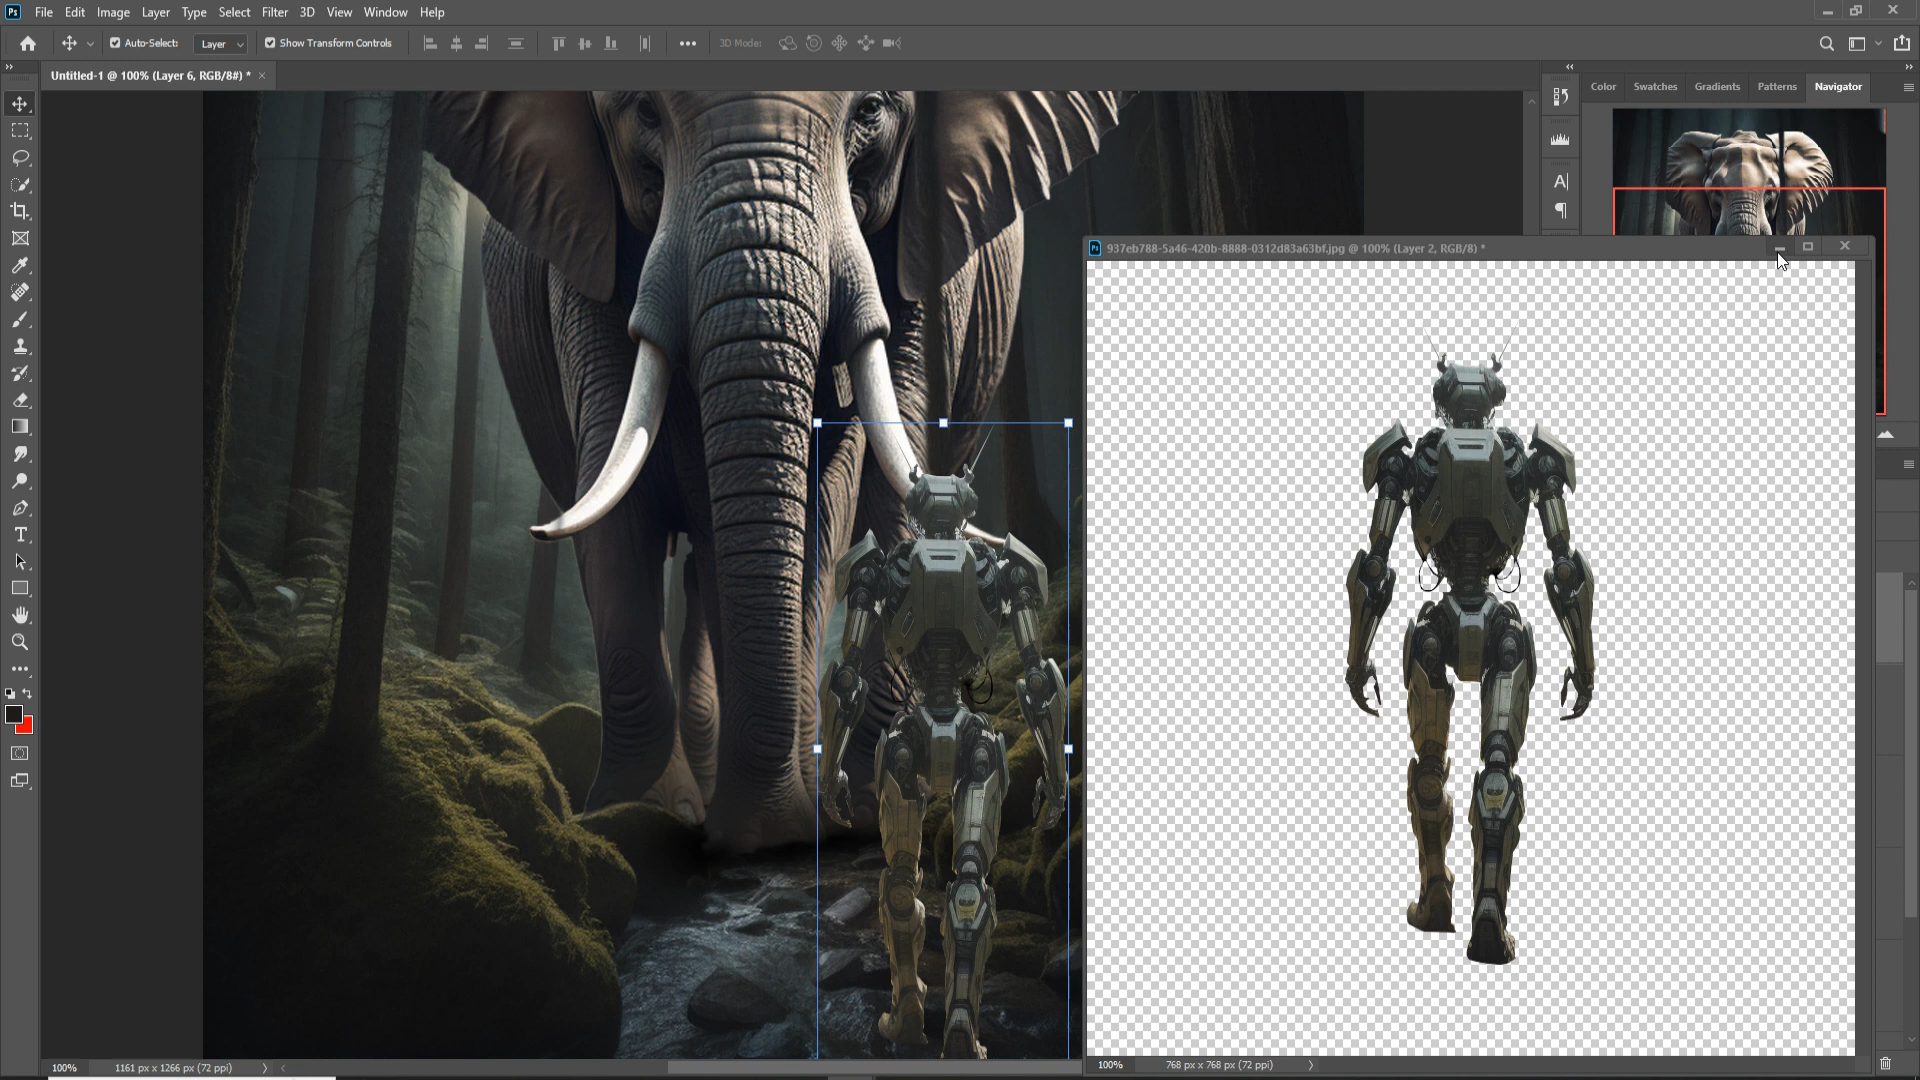 Ps File Edit Image Layer Type Select Filter 3D View Window Help
Auto-Select: Layer Show Transform Controls 3D Mode:
Untitled-1 @ 100% (Layer 6, RGB/8#) *
Color Swatches Gradients Patterns Navigator
937eb788-5a46-420b-8888-0312d83a63bf.jpg @ 100% (Layer 2, RGB/8) *
100% 1161 px x 1266 px (72 ppi)
100% 768 px x 768 px (72 ppi)